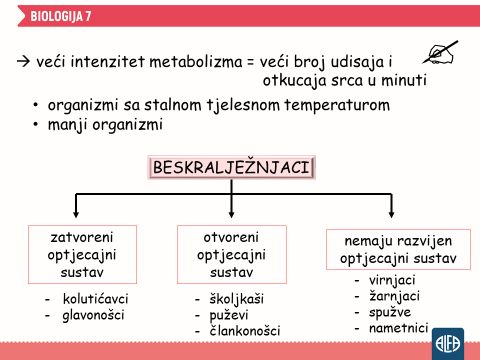 BIOLOGIJA 7
→ veći intenzitet metabolizma = veći broj udisaja i
otkucaja srca u minuti
• organizmi sa stalnom tjelesnom temperaturom
• manji organizmi
BESKRALJEŽNJACI
zatvoreni
optjecajni
sustav
- kolutićavci
- glavonošci
otvoreni
optjecajni
sustav
- školjkaši
- puževi
- člankonošci
nemaju razvijen
optjecajni sustav
- virnjaci
- žarnjaci
- spužve
- nametnici
ALFA